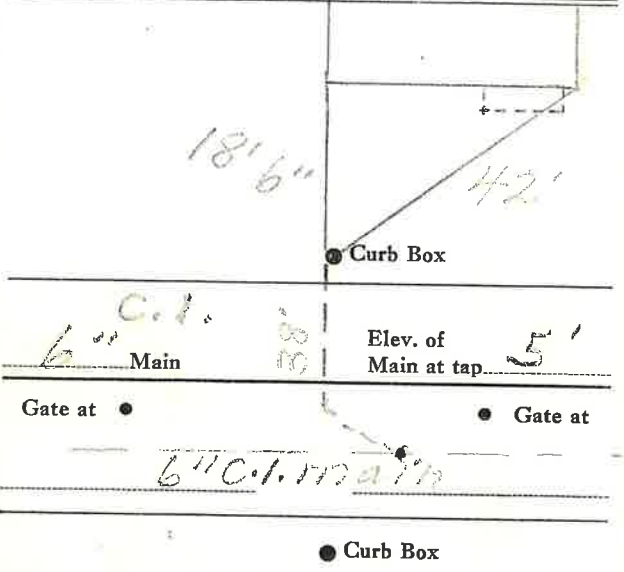 18' 6"
42'
Curb Box
C.I.
6" Main
38'
Elev. of
Main at tap 5'
Gate at
Gate at
6" C.I. main
Curb Box